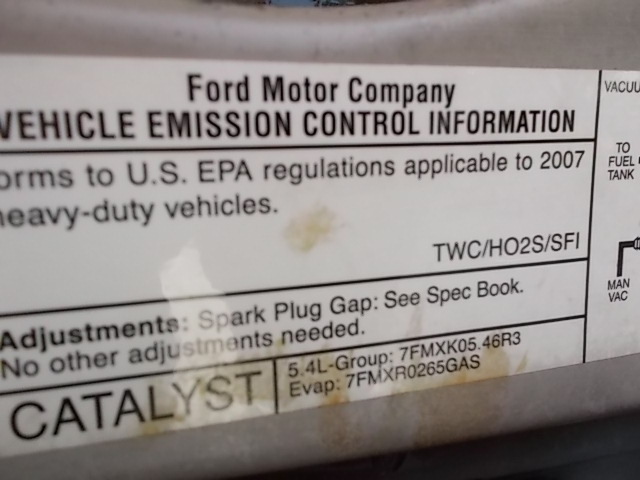 Ford Motor Company
VEHICLE EMISSION CONTROL INFORMATION
orms to U.S. EPA regulations applicable to 2007
heavy-duty vehicles.
TWC/HO2S/SFI
Adjustments: Spark Plug Gap: See Spec Book.
No other adjustments needed.
CATALYST
5.4L-Group: 7FMXK05.46R3
Evap: 7FMXR0265GAS
VACUU
TO
FUEL
TANK
MAN
VAC